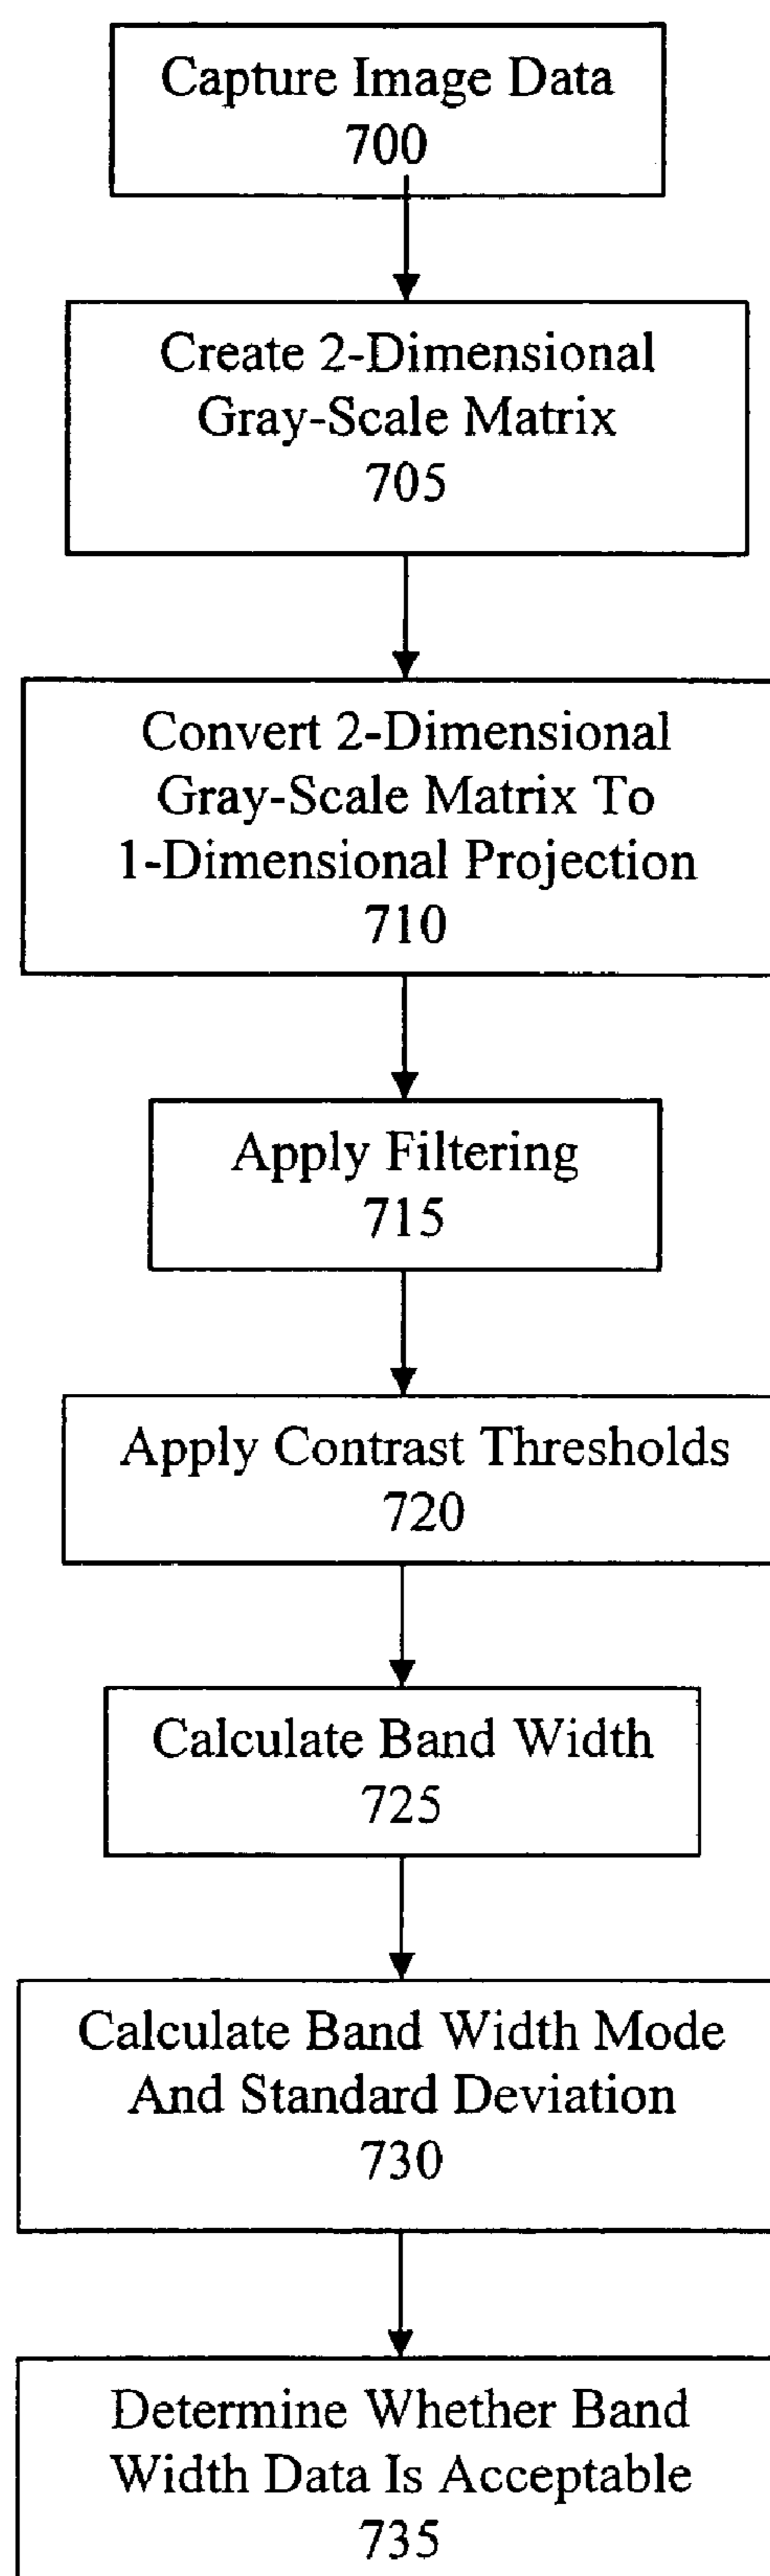 Capture Image Data
700
Create 2-Dimensional
Gray-Scale Matrix
705
Convert 2-Dimensional
Gray-Scale Matrix To
1-Dimensional Projection
710
Apply Filtering
715
Apply Contrast Thresholds
720
Calculate Band Width
725
Calculate Band Width Mode
And Standard Deviation
730
Determine Whether Band
Width Data Is Acceptable
735